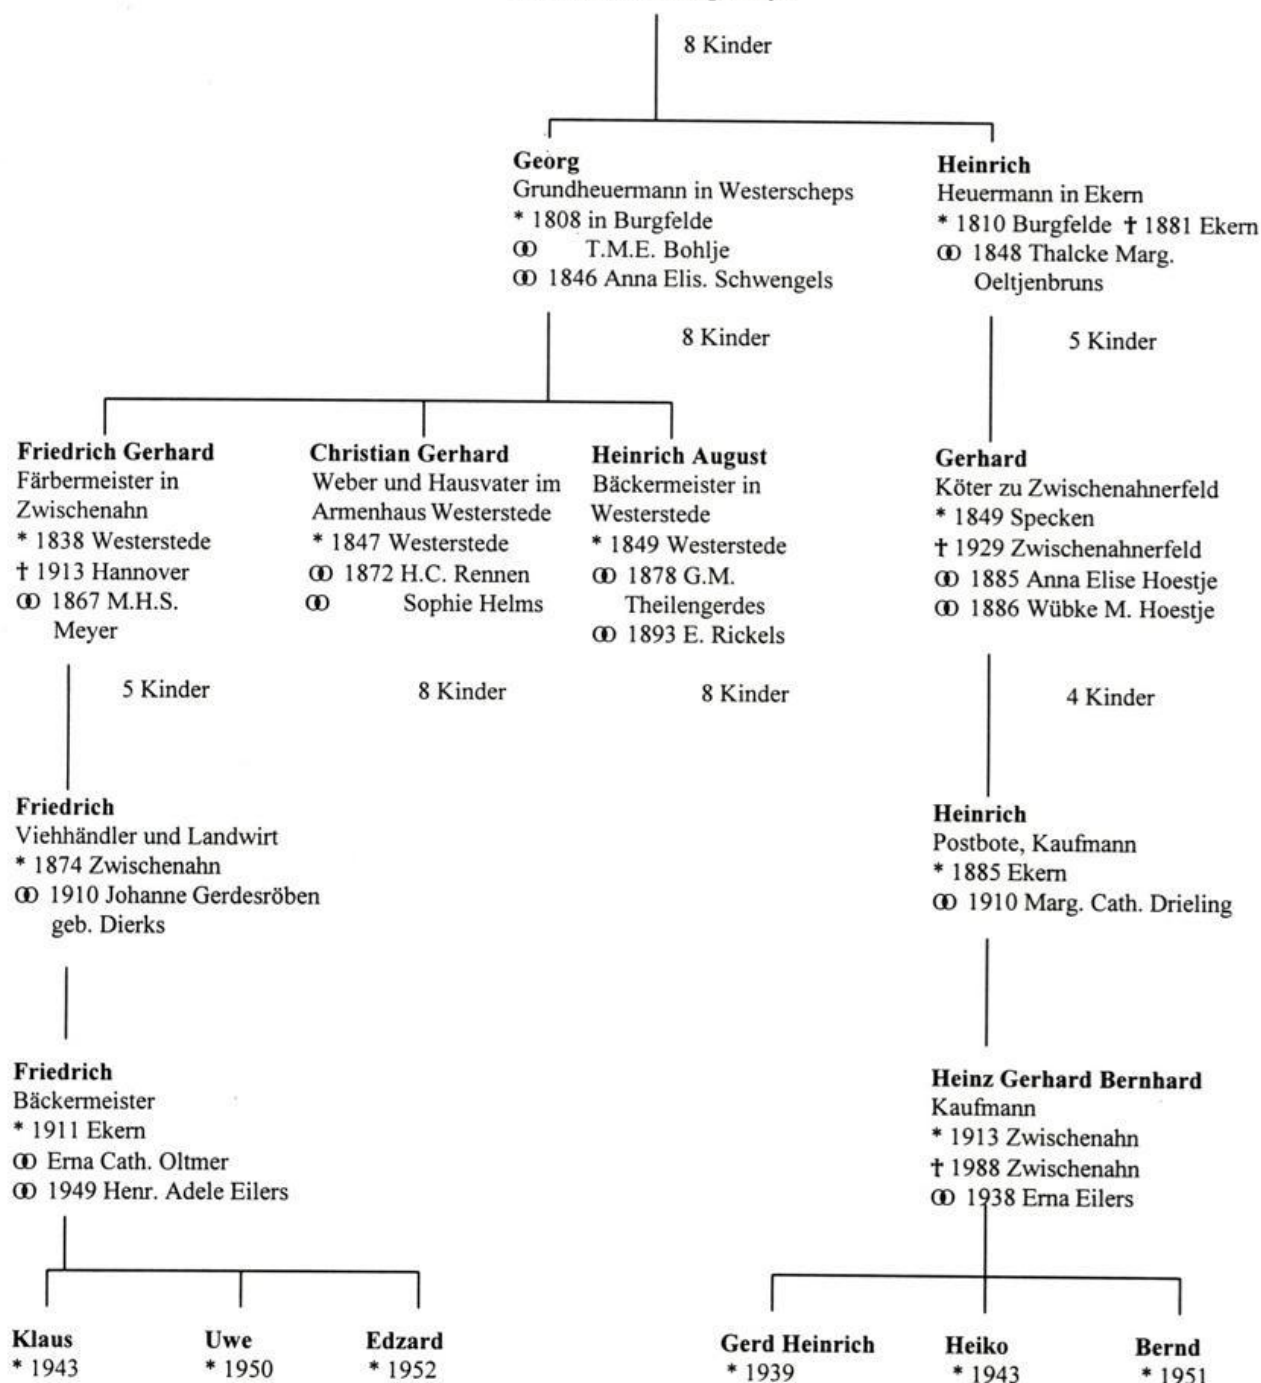 8 Kinder
Georg
Grundheuermann in Westerscheps
* 1808 in Burgfelde
⚭ T.M.E. Bohlje
⚭ 1846 Anna Elis. Schwengels
8 Kinder
Heinrich
Heuermann in Ekern
* 1810 Burgfelde † 1881 Ekern
⚭ 1848 Thalcke Marg.
Oeltjenbruns
5 Kinder
Friedrich Gerhard
Färbermeister in
Zwischenahn
* 1838 Westerstede
† 1913 Hannover
⚭ 1867 M.H.S.
Meyer
5 Kinder
Christian Gerhard
Weber und Hausvater im
Armenhaus Westerstede
* 1847 Westerstede
⚭ 1872 H.C. Rennen
⚭ Sophie Helms
8 Kinder
Heinrich August
Bäckermeister in
Westerstede
* 1849 Westerstede
⚭ 1878 G.M.
Theilengerdes
⚭ 1893 E. Rickels
8 Kinder
Gerhard
Köter zu Zwischenahnerfeld
* 1849 Specken
† 1929 Zwischenahnerfeld
⚭ 1885 Anna Elise Hoestje
⚭ 1886 Wübke M. Hoestje
4 Kinder
Friedrich
Viehhändler und Landwirt
* 1874 Zwischenahn
⚭ 1910 Johanne Gerdesröben
geb. Dierks
Heinrich
Postbote, Kaufmann
* 1885 Ekern
⚭ 1910 Marg. Cath. Drieling
Friedrich
Bäckermeister
* 1911 Ekern
⚭ Erna Cath. Oltmer
⚭ 1949 Henr. Adele Eilers
Heinz Gerhard Bernhard
Kaufmann
* 1913 Zwischenahn
† 1988 Zwischenahn
⚭ 1938 Erna Eilers
Klaus
* 1943
Uwe
* 1950
Edzard
* 1952
Gerd Heinrich
* 1939
Heiko
* 1943
Bernd
* 1951